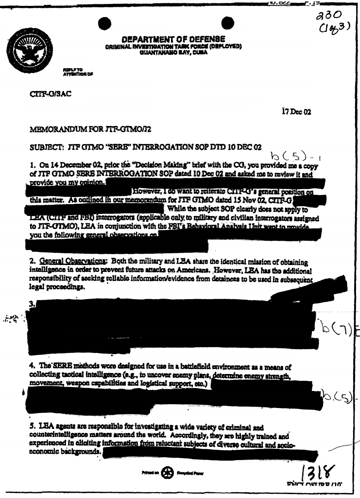 230
(1 of 3)
DEPARTMENT OF DEFENSE
CRIMINAL INVESTIGATION TASK FORCE (DEPLOYED)
GUANTANAMO BAY, CUBA
REPLY TO
ATTENTION OF
CITF-G/SAC
17 Dec 02
MEMORANDUM FOR JTF-GTMO/J2
SUBJECT: JTF GTMO "SERE" INTERROGATION SOP DTD 10 DEC 02
b(5)-1
1. On 14 December 02, prior the "Decision Making" brief with the CG, you provided me a copy
of JTF GTMO SERE INTERROGATION SOP dated 10 Dec 02 and asked me to review it and
provide you my opinion.
However, I do want to reiterate CITF-G's general position on
this matter. As outlined in our memorandum for JTF GTMO dated 15 Nov 02, CITF-G
While the subject SOP clearly does not apply to
LEA (CITF and FBI) interrogators (applicable only to military and civilian interrogators assigned
to JTF-GTMO), LEA in conjunction with the FBI's Behavioral Analysis Unit want to provide
you the following general observations on
2. General Observations: Both the military and LEA share the identical mission of obtaining
intelligence in order to prevent future attacks on Americans. However, LEA has the additional
responsibility of seeking reliable information/evidence from detainees to be used in subsequent
legal proceedings.
3.
b(7)E
4. The SERE methods were designed for use in a battlefield environment as a means of
collecting tactical intelligence (e.g., to uncover enemy plans, determine enemy strength,
movement, weapon capabilities and logistical support, etc.)
b(5)-
5. LEA agents are responsible for investigating a wide variety of criminal and
counterintelligence matters around the world. Accordingly, they are highly trained and
experienced in eliciting information from reluctant subjects of diverse cultural and socio-
economic backgrounds.
Printed on Recycled Paper
1318